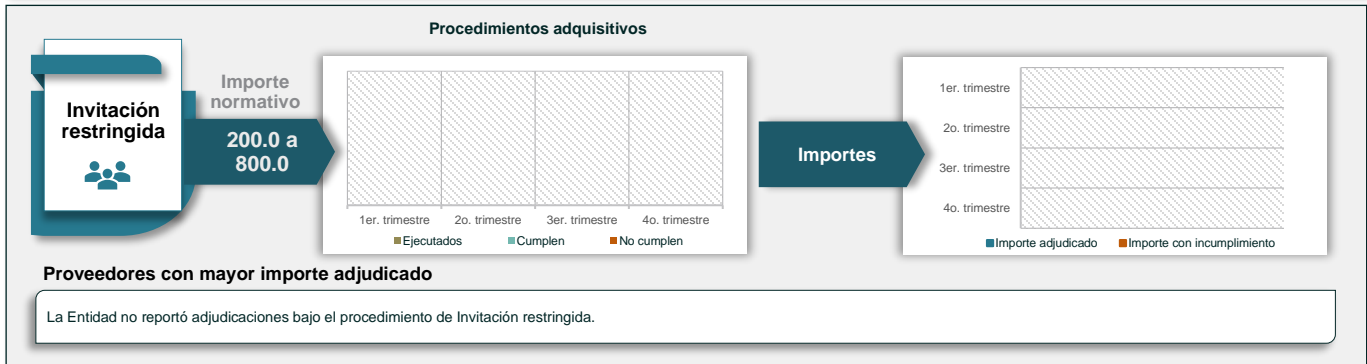 Procedimientos adquisitivos
Invitación
restringida
Importe
normativo
200.0 a
800.0
1er. trimestre 2o. trimestre 3er. trimestre 4o. trimestre
Ejecutados Cumplen No cumplen
Importes
1er. trimestre
2o. trimestre
3er. trimestre
4o. trimestre
Importe adjudicado Importe con incumplimiento
Proveedores con mayor importe adjudicado
La Entidad no reportó adjudicaciones bajo el procedimiento de Invitación restringida.